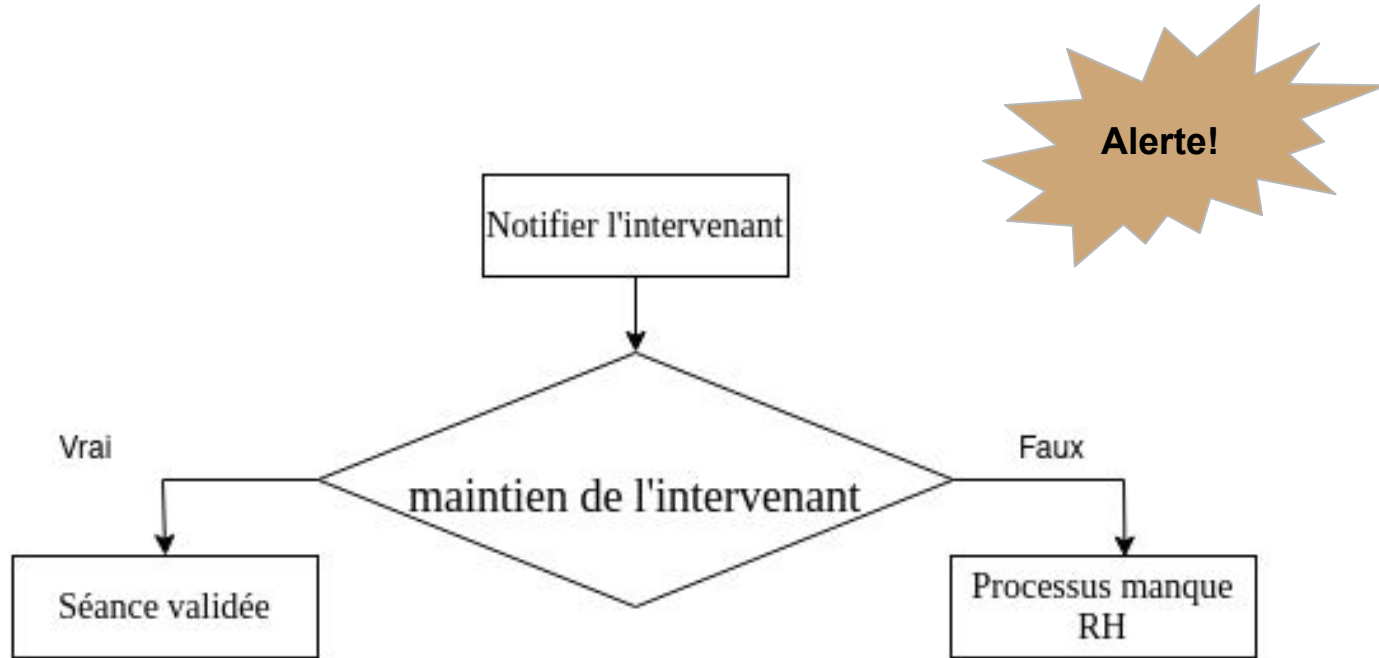 Alerte!
Notifier l'intervenant
Vrai
Faux
maintien de l'intervenant
Séance validée
Processus manque
RH